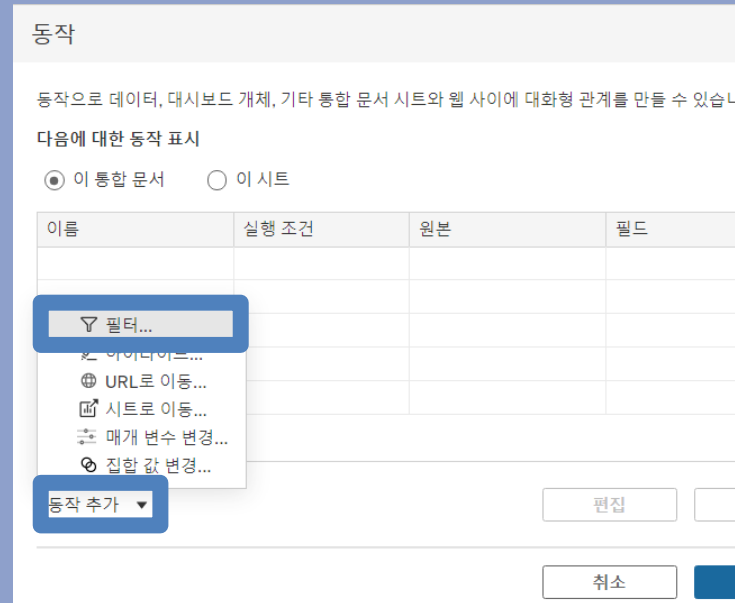 동작
동작으로 데이터, 대시보드 개체, 기타 통합 문서 시트와 웹 사이에 대화형 관계를 만들 수 있습니
다음에 대한 동작 표시
이 통합 문서 이 시트
이름 실행 조건 원본 필드
필터...
하이라이트...
URL로 이동...
시트로 이동...
매개 변수 변경...
집합 값 변경...
동작 추가 ▼ 편집
취소